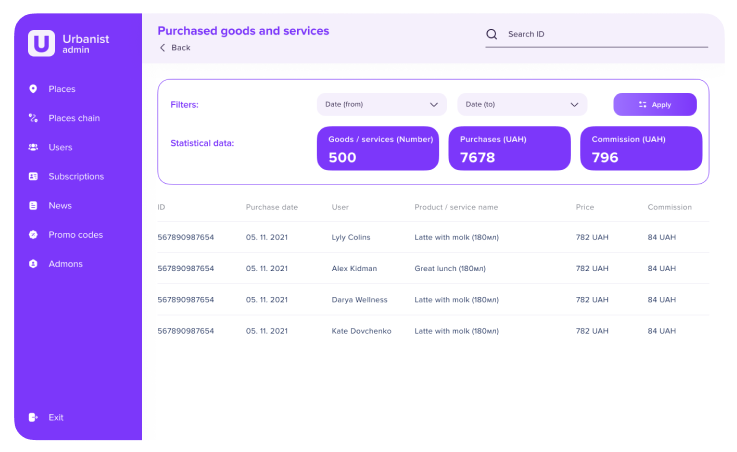 Urbanist
admin
Purchased goods and services
Back
Search ID
Places
Places chain
Users
Subscriptions
News
Promo codes
Admons
Exit
Filters:
Date (from)
Date (to)
Apply
Statistical data:
Goods / services (Number)
500
Purchases (UAH)
7678
Commission (UAH)
796
ID Purchase date User Product / service name Price Commission
567890987654 05. 11. 2021 Lyly Colins Latte with molk (180мл) 782 UAH 84 UAH
567890987654 05. 11. 2021 Alex Kidman Great lunch (180мл) 782 UAH 84 UAH
567890987654 05. 11. 2021 Darya Wellness Latte with molk (180мл) 782 UAH 84 UAH
567890987654 05. 11. 2021 Kate Dovchenko Latte with molk (180мл) 782 UAH 84 UAH